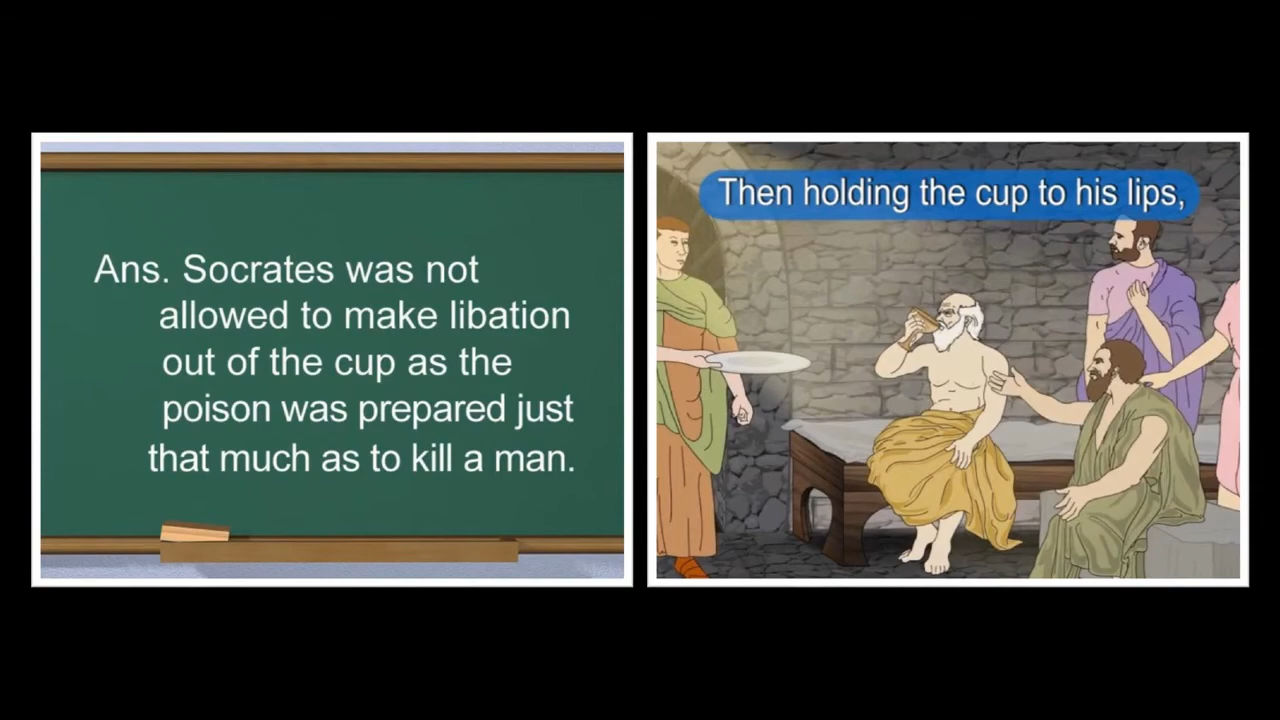 Ans. Socrates was not
allowed to make libation
out of the cup as the
poison was prepared just
that much as to kill a man.
Then holding the cup to his lips,